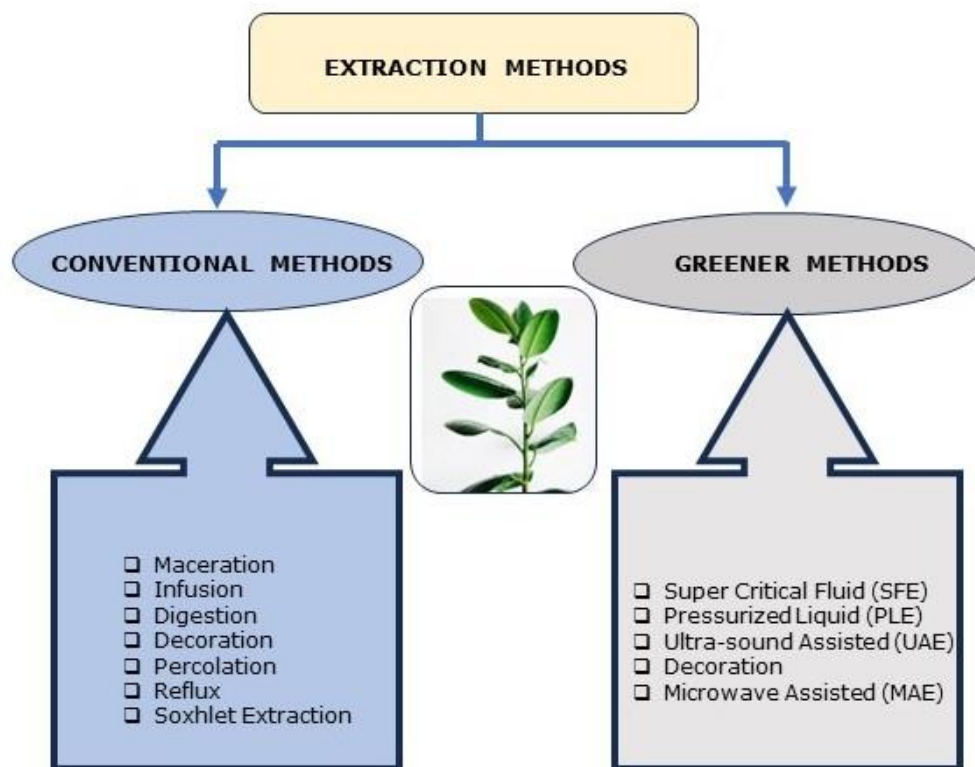 EXTRACTION METHODS
CONVENTIONAL METHODS
GREENER METHODS
Maceration
Infusion
Digestion
Decoration
Percolation
Reflux
Soxhlet Extraction
Super Critical Fluid (SFE)
Pressurized Liquid (PLE)
Ultra-sound Assisted (UAE)
Decoration
Microwave Assisted (MAE)